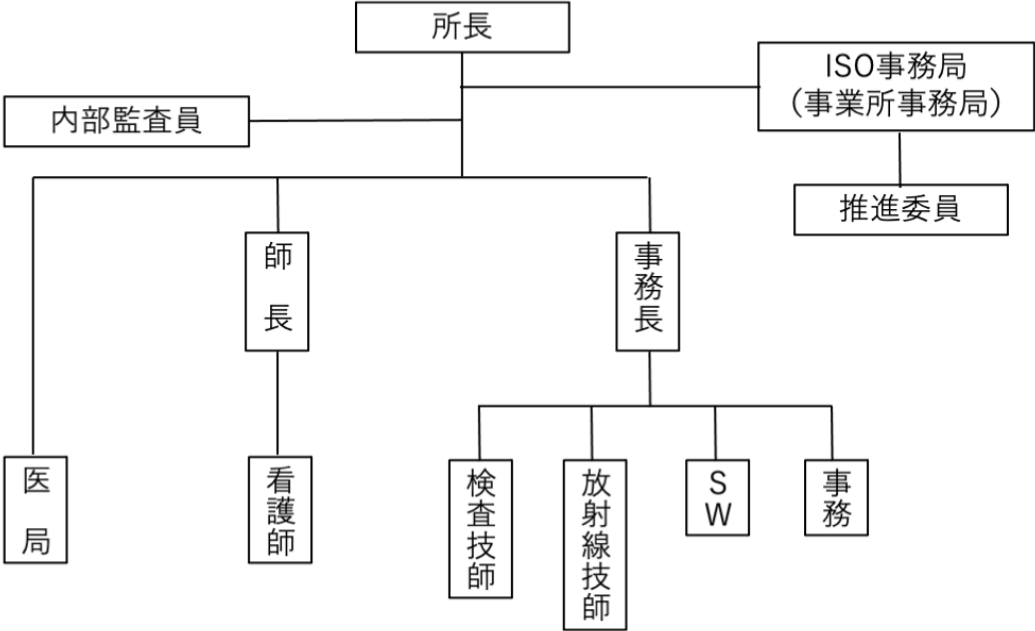 所長
ISO事務局
（事業所事務局）
内部監査員
推進委員
師長
事務長
医局
看護師
検査技師
放射線技師
SW
事務